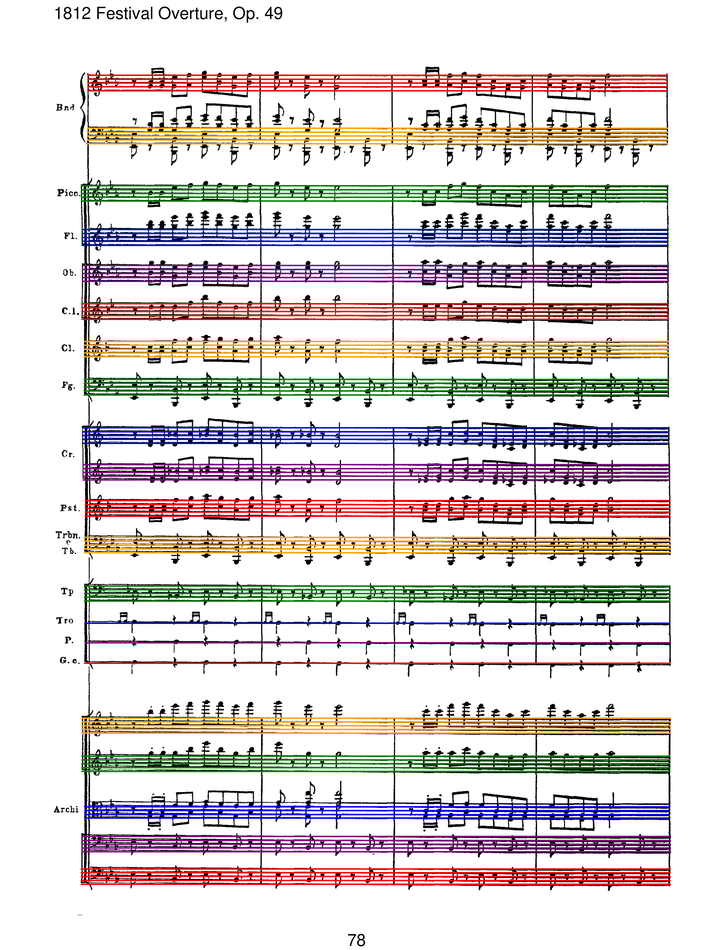 1812 Festival Overture, Op. 49
Bnd
Picc.
Fl.
Ob.
C.i.
Cl.
Fg.
Cr.
Pst.
Trbn.
e
Tb.
Tp
Tro
P.
G.c.
Archi
78